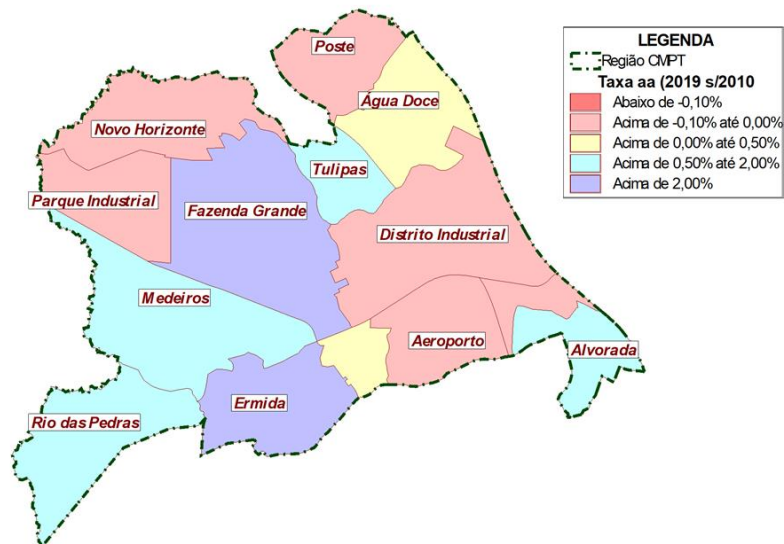 LEGENDA
Região CMPT
Taxa aa (2019 s/2010
Abaixo de -0,10%
Acima de -0,10% até 0,00%
Acima de 0,00% até 0,50%
Acima de 0,50% até 2,00%
Acima de 2,00%
Poste
Água Doce
Novo Horizonte
Tulipas
Parque Industrial
Fazenda Grande
Distrito Industrial
Medeiros
Aeroporto
Alvorada
Ermida
Rio das Pedras